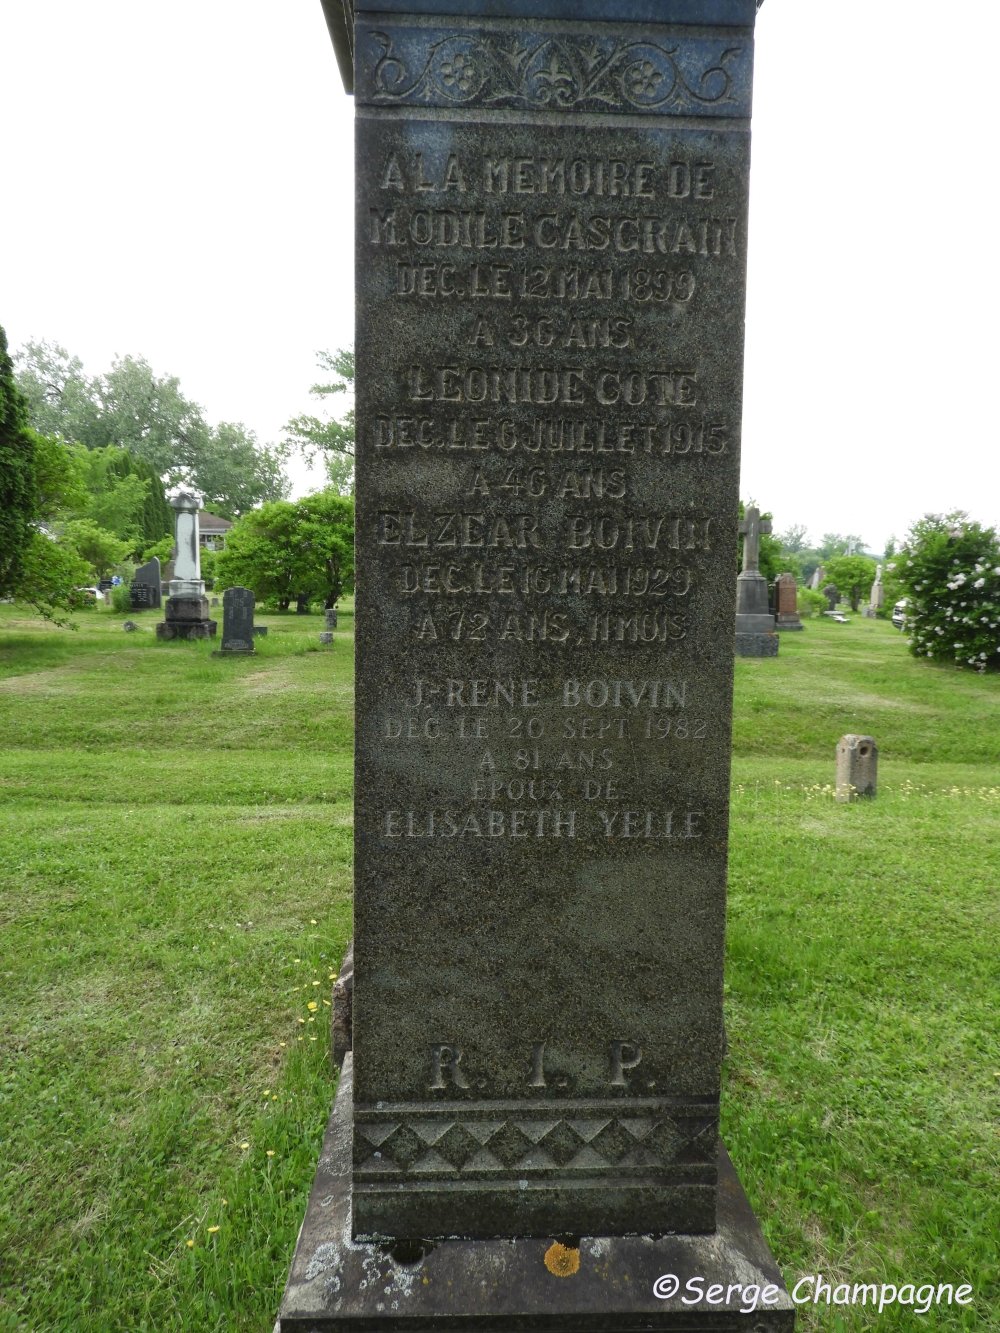 A LA MEMOIRE DE
M. ODILE CASGRAIN
DEC. LE 12 MAI 1899
A 36 ANS
LEONIDE COTE
DEC. LE 6 JUILLET 1915
A 46 ANS
ELZEAR BOIVIN
DEC. LE 16 MAI 1929
A 72 ANS, 11 MOIS
J.-RENE BOIVIN
DEC LE 20 SEPT 1982
A 81 ANS
EPOUX DE
ELISABETH YELLE
R. I. P.
©Serge Champagne